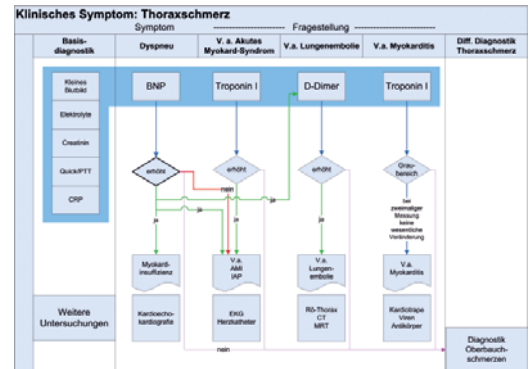 Klinisches Symptom: Thoraxschmerz
Symptom
Fragestellung
Basis-
diagnostik
Dyspneu
V. a. Akutes
Myokard-Syndrom
V.a. Lungenembolie
V.a. Myokarditis
Diff. Diagnostik
Thoraxschmerz
Kleines
Blutbild
Elektrolyte
Creatinin
Quick/PTT
CRP
BNP
Troponin I
D-Dimer
Troponin I
erhöht
erhöht
erhöht
Grau-
bereich
nein
ja
ja
ja
ja
ja
bei
zweimaliger
Messung
keine
wesentliche
Veränderung
Myokard-
insuffizienz
V.a.
AMI
IAP
V.a.
Lungen-
embolie
V.a.
Myokarditis
Weitere
Untersuchungen
Kardioecho-
kardiografie
EKG
Herzkatheter
Rö-Thorax
CT
MRT
Kardiotrape
Viren
Antikörper
nein
Diagnostik
Oberbauch-
schmerzen